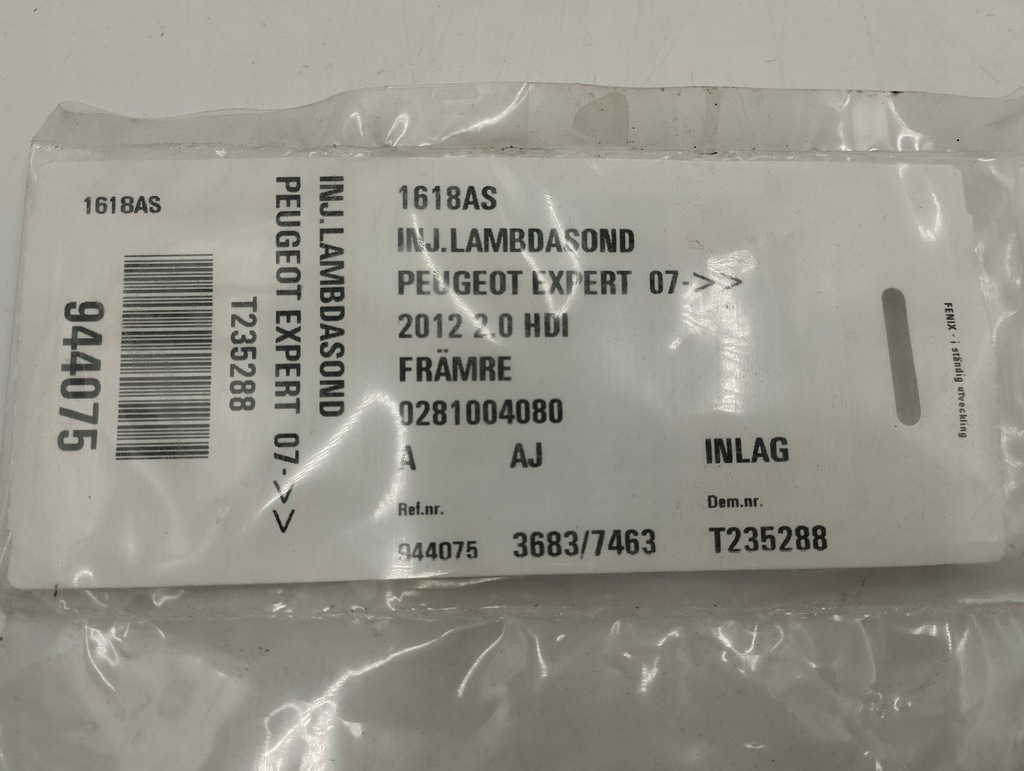 1618AS
944075
T235288
PEUGEOT EXPERT 07->>
INJ.LAMBDASOND
1618AS
INJ.LAMBDASOND
PEUGEOT EXPERT 07->>
2012 2.0 HDI
FRÄMRE
0281004080
A AJ INLAG
Ref.nr. Dem.nr.
944075 3683/7463 T235288
FENIX - i ständig utveckling